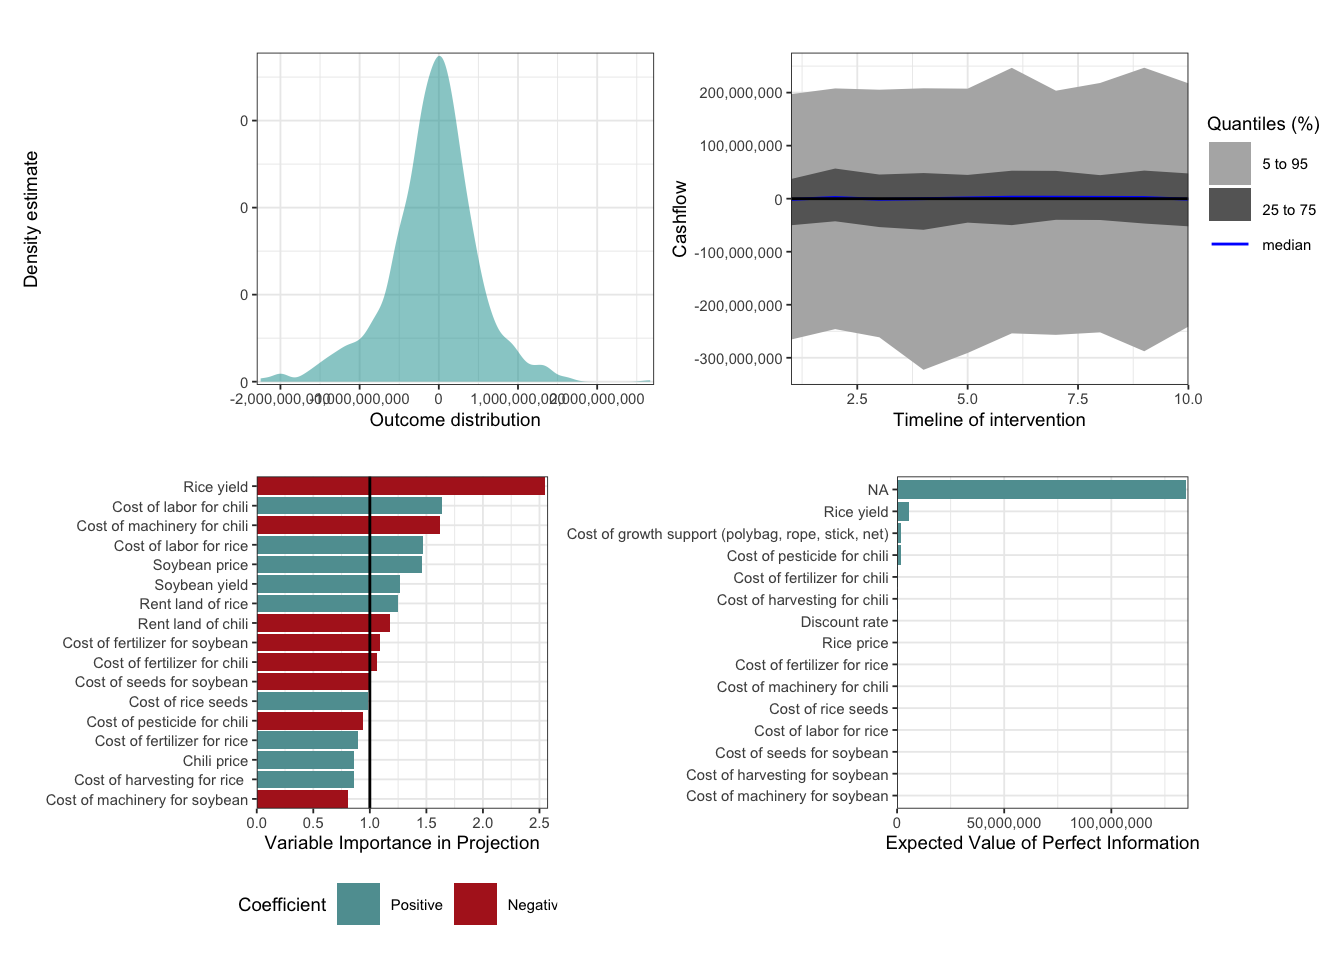 Density estimate
0
0
0
0
-2,000,000,000
-1,000,000,000
0
1,000,000,000
2,000,000,000
Outcome distribution
Cashflow
200,000,000
100,000,000
0
-100,000,000
-200,000,000
-300,000,000
2.5
5.0
7.5
10.0
Timeline of intervention
Quantiles (%)
5 to 95
25 to 75
median
Rice yield
Cost of labor for chili
Cost of machinery for chili
Cost of labor for rice
Soybean price
Soybean yield
Rent land of rice
Rent land of chili
Cost of fertilizer for soybean
Cost of fertilizer for chili
Cost of seeds for soybean
Cost of rice seeds
Cost of pesticide for chili
Cost of fertilizer for rice
Chili price
Cost of harvesting for rice
Cost of machinery for soybean
0.0
0.5
1.0
1.5
2.0
2.5
Variable Importance in Projection
Coefficient
Positive
Negativ
NA
Rice yield
Cost of growth support (polybag, rope, stick, net)
Cost of pesticide for chili
Cost of fertilizer for chili
Cost of harvesting for chili
Discount rate
Rice price
Cost of fertilizer for rice
Cost of machinery for chili
Cost of rice seeds
Cost of labor for rice
Cost of seeds for soybean
Cost of harvesting for soybean
Cost of machinery for soybean
0
50,000,000
100,000,000
Expected Value of Perfect Information